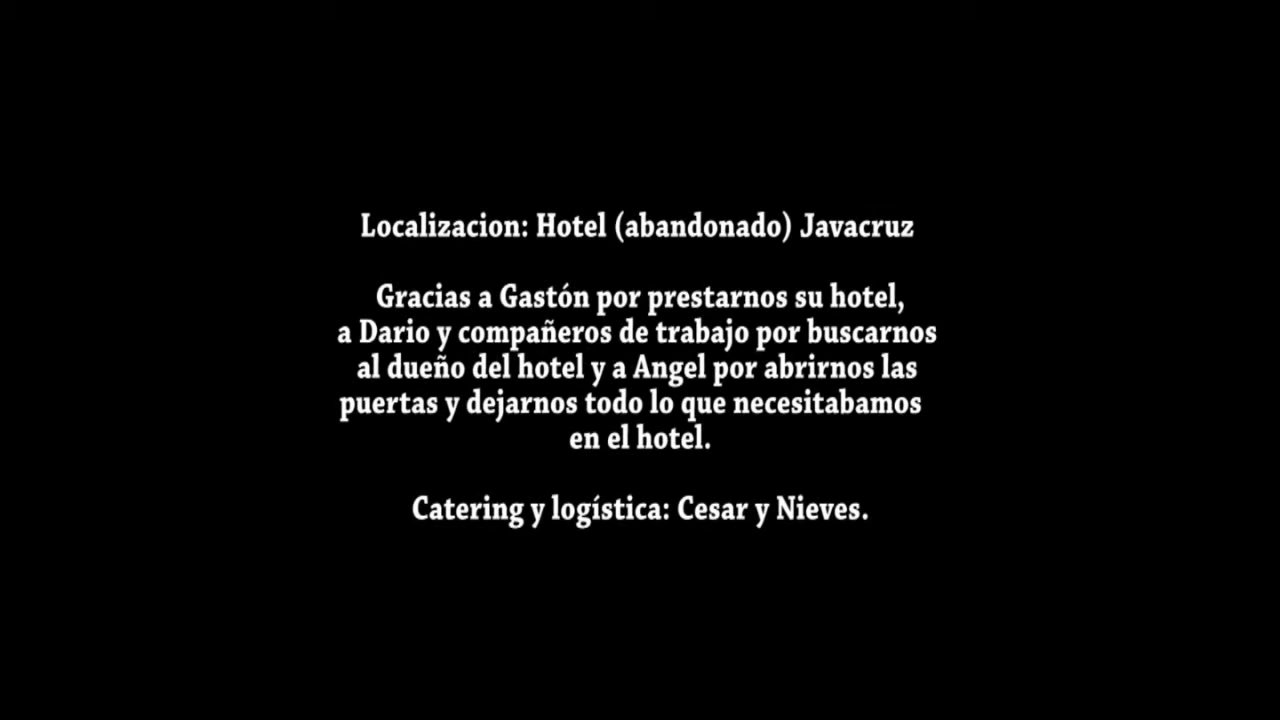 Localizacion: Hotel (abandonado) Javacruz
Gracias a Gastón por prestarnos su hotel,
a Dario y compañeros de trabajo por buscarnos
al dueño del hotel y a Angel por abrirnos las
puertas y dejarnos todo lo que necesitabamos
en el hotel.
Catering y logística: Cesar y Nieves.